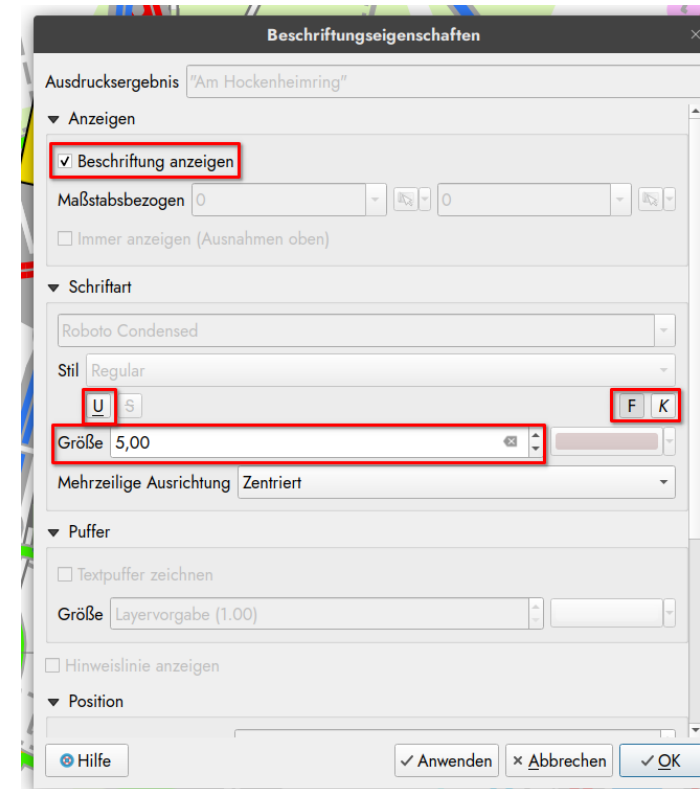 Beschriftungseigenschaften
Ausdrucksergebnis "Am Hockenheimring"
Anzeigen
Beschriftung anzeigen
Maßstabsbezogen 0 0
Immer anzeigen (Ausnahmen oben)
Schriftart
Roboto Condensed
Stil Regular
U S F K
Größe 5,00
Mehrzeilige Ausrichtung Zentriert
Puffer
Textpuffer zeichnen
Größe Layervorgabe (1.00)
Hinweislinie anzeigen
Position
Hilfe Anwenden Abbrechen OK